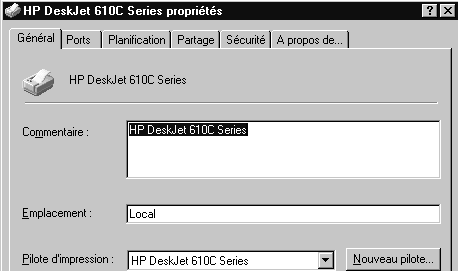 HP DeskJet 610C Series propriétés
Général Ports Planification Partage Sécurité A propos de...
HP DeskJet 610C Series
Commentaire :
HP DeskJet 610C Series
Emplacement :
Local
Pilote d'impression :
HP DeskJet 610C Series
Nouveau pilote...